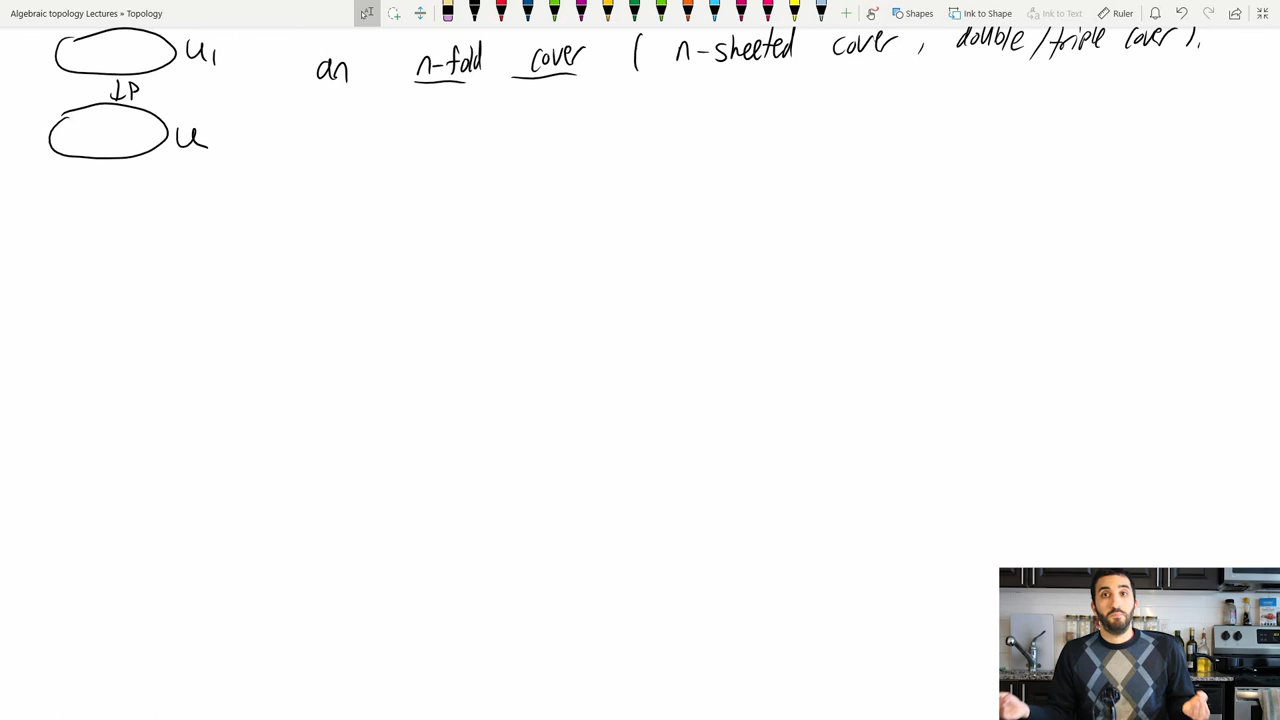 Algebraic topology Lectures » Topology
Shapes Ink to Shape Ink to Text Ruler
U1
an n-fold cover ( n-sheeted cover , double/triple cover ).
↓P
U